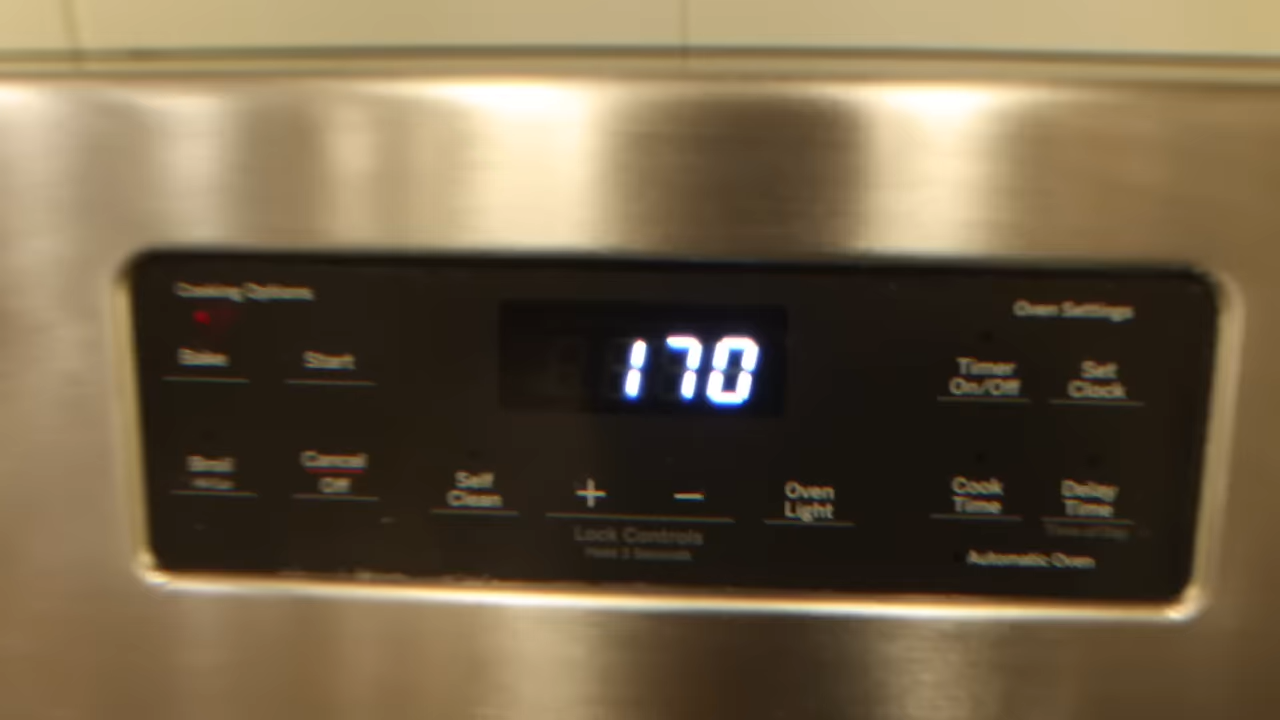 Cooking Options
Oven Settings
170
Bake
Start
Timer
On/Off
Set
Clock
Broil
Cancel
Off
Self
Clean
+
−
Oven
Light
Cook
Time
Delay
Time
Lock Controls
Hold 3 Seconds
Automatic Oven